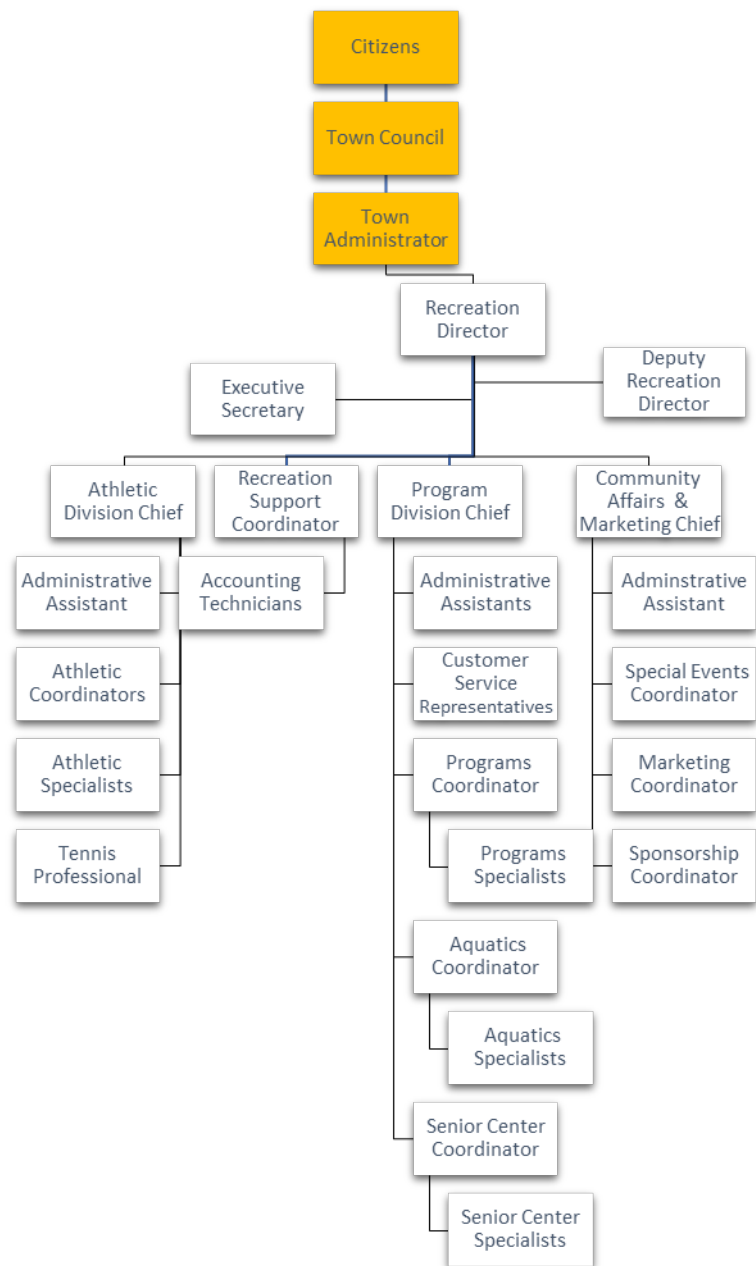 Citizens
Town Council
Town
Administrator
Recreation
Director
Executive
Secretary
Deputy
Recreation
Director
Athletic
Division Chief
Recreation
Support
Coordinator
Program
Division Chief
Community
Affairs &
Marketing Chief
Administrative
Assistant
Accounting
Technicians
Administrative
Assistants
Adminstrative
Assistant
Athletic
Coordinators
Customer
Service
Representatives
Special Events
Coordinator
Athletic
Specialists
Programs
Coordinator
Marketing
Coordinator
Tennis
Professional
Programs
Specialists
Sponsorship
Coordinator
Aquatics
Coordinator
Aquatics
Specialists
Senior Center
Coordinator
Senior Center
Specialists